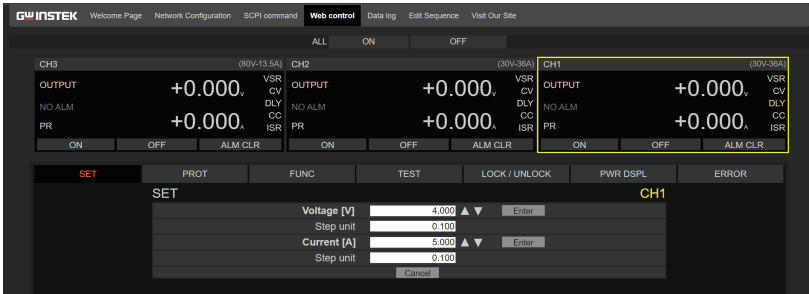 GW INSTEK Welcome Page Network Configuration SCPI command Web control Data log Edit Sequence Visit Our Site
ALL ON OFF
CH3 (80V-13.5A) CH2 (30V-36A) CH1 (30V-36A)
OUTPUT +0.000V VSR CV OUTPUT +0.000V VSR CV OUTPUT +0.000V VSR CV
NO ALM DLY NO ALM DLY NO ALM DLY
PR +0.000A CC ISR PR +0.000A CC ISR PR +0.000A CC ISR
ON OFF ALM CLR ON OFF ALM CLR ON OFF ALM CLR
SET PROT FUNC TEST LOCK / UNLOCK PWR DSPL ERROR
SET CH1
Voltage [V] 4.000 ▲ ▼ Enter
Step unit 0.100
Current [A] 5.000 ▲ ▼ Enter
Step unit 0.100
Cancel